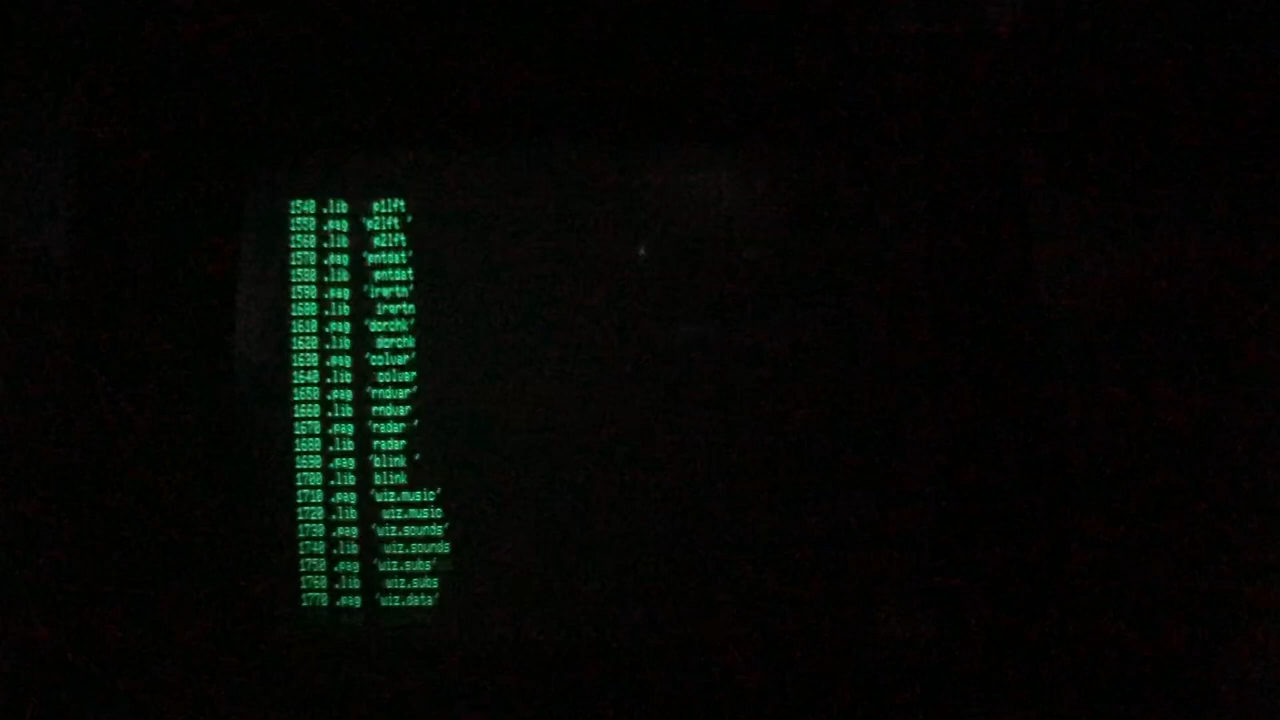 1540 .lib p1lft
1550 .pag 'p2lft '
1560 .lib p2lft
1570 .pag 'pntdat'
1580 .lib pntdat
1590 .pag 'irqrtn'
1600 .lib irqrtn
1610 .pag 'dorchk'
1620 .lib dorchk
1630 .pag 'colvar'
1640 .lib colvar
1650 .pag 'rndvar'
1660 .lib rndvar
1670 .pag 'radar '
1680 .lib radar
1690 .pag 'blink '
1700 .lib blink
1710 .pag 'wiz.music'
1720 .lib wiz.music
1730 .pag 'wiz.sounds'
1740 .lib wiz.sounds
1750 .pag 'wiz.subs'
1760 .lib wiz.subs
1770 .pag 'wiz.data'